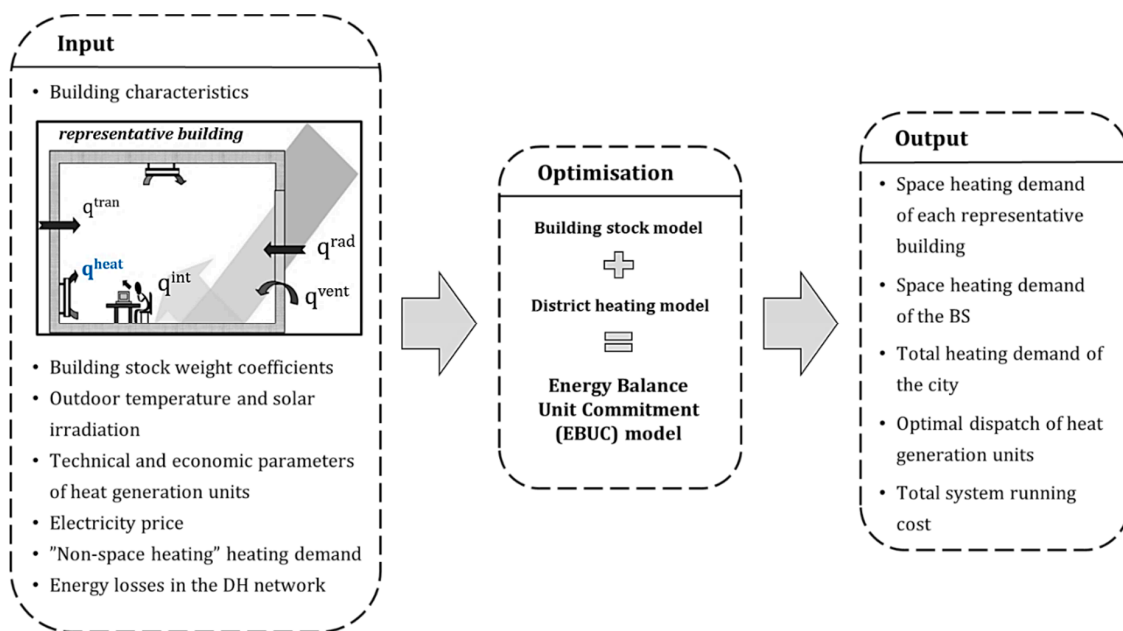 Input
• Building characteristics
representative building
q^tran
q^rad
q^heat
q^int
q^vent
• Building stock weight coefficients
• Outdoor temperature and solar
irradiation
• Technical and economic parameters
of heat generation units
• Electricity price
• ”Non-space heating” heating demand
• Energy losses in the DH network
Optimisation
Building stock model
District heating model
Energy Balance
Unit Commitment
(EBUC) model
Output
• Space heating demand
of each representative
building
• Space heating demand
of the BS
• Total heating demand of
the city
• Optimal dispatch of heat
generation units
• Total system running
cost